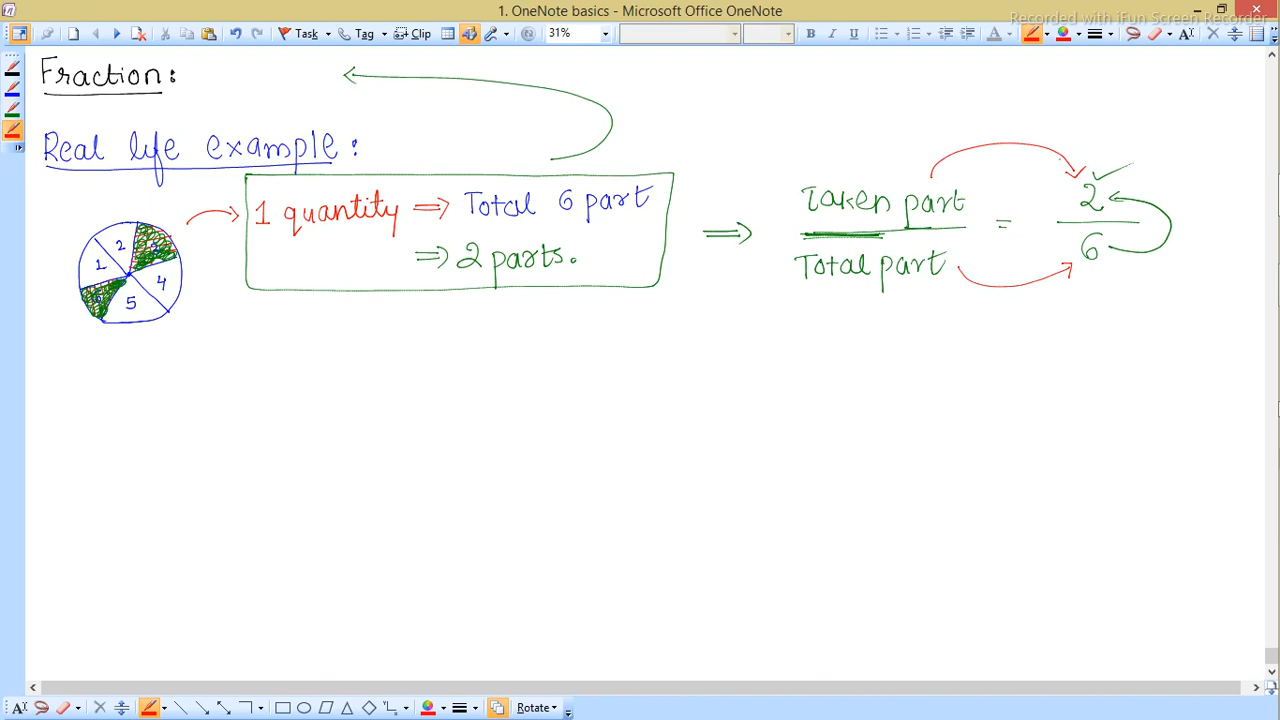 1. OneNote basics - Microsoft Office OneNote
Recorded with iFun Screen Recorder
Task Tag Clip 31% B I U A
Fraction:
Real life example:
1 quantity ⇒ Total 6 part
⇒ 2 parts.
⇒ Taken part = 2
Total part 6
1 2 4 5
Rotate